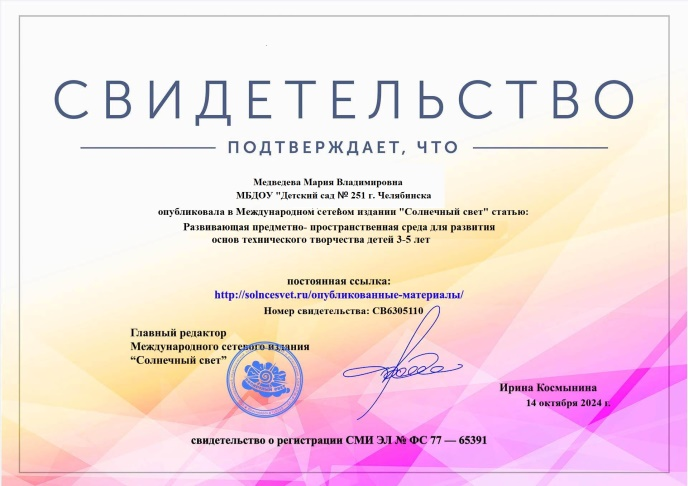 СВИДЕТЕЛЬСТВО
ПОДТВЕРЖДАЕТ, ЧТО
Медведева Мария Владимировна
МБДОУ "Детский сад № 251 г. Челябинска
опубликовала в Международном сетевом издании "Солнечный свет" статью:
Развивающая предметно- пространственная среда для развития
основ технического творчества детей 3-5 лет
постоянная ссылка:
http://solncesvet.ru/опубликованные-материалы/
Номер свидетельства: СВ6305110
Главный редактор
Международного сетевого издания
“Солнечный свет”
Ирина Космынина
14 октября 2024 г.
свидетельство о регистрации СМИ ЭЛ № ФС 77 — 65391